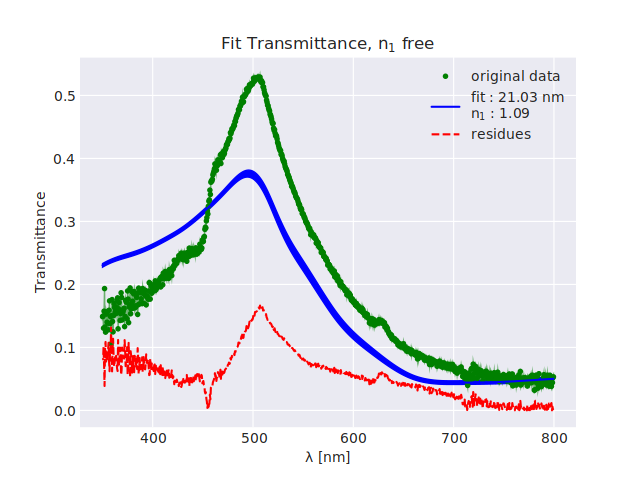 Fit Transmittance, n₁ free
original data
fit : 21.03 nm
n₁ : 1.09
residues
Transmittance
0.5
0.4
0.3
0.2
0.1
0.0
400 500 600 700 800
λ [nm]